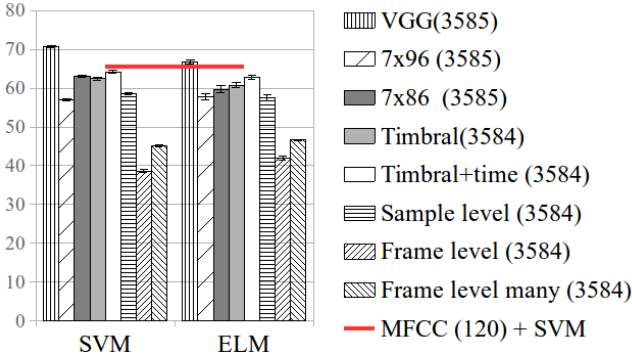 80
70
60
50
40
30
20
10
0
SVM
ELM
VGG(3585)
7x96 (3585)
7x86 (3585)
Timbral(3584)
Timbral+time (3584)
Sample level (3584)
Frame level (3584)
Frame level many (3584)
MFCC (120) + SVM